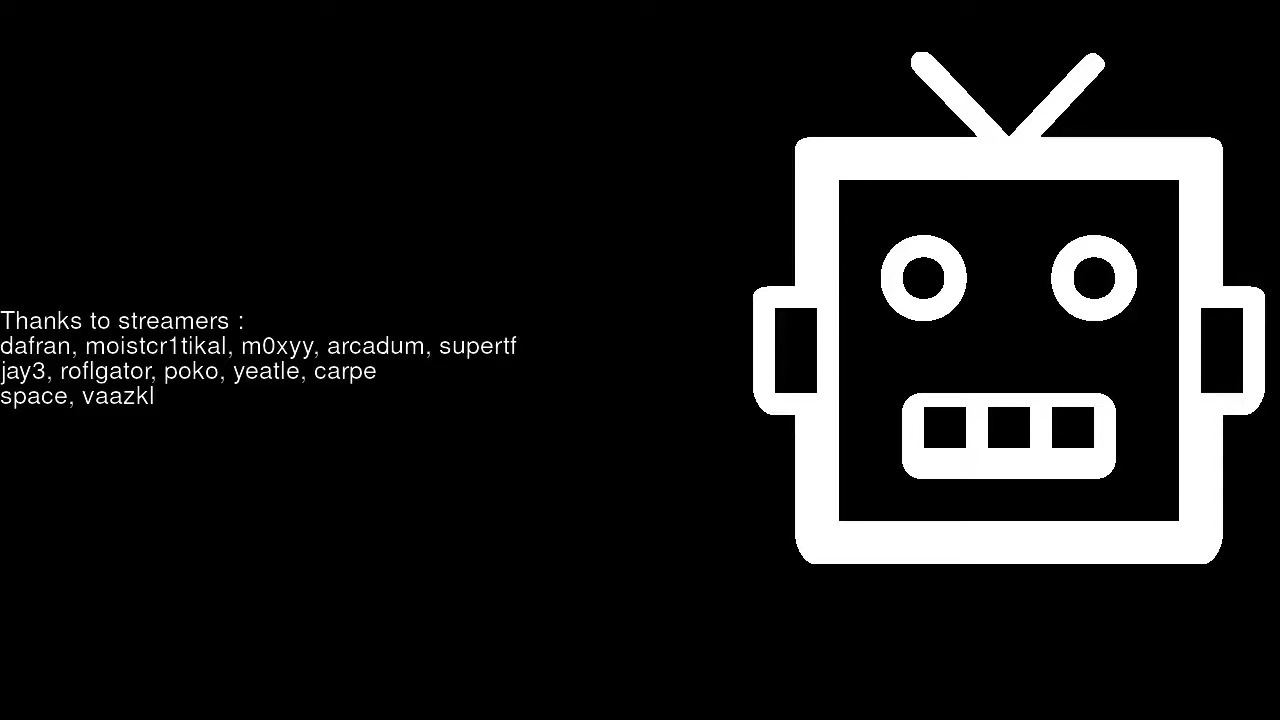 Thanks to streamers :
dafran, moistcr1tikal, m0xyy, arcadum, supertf
jay3, roflgator, poko, yeatle, carpe
space, vaazkl